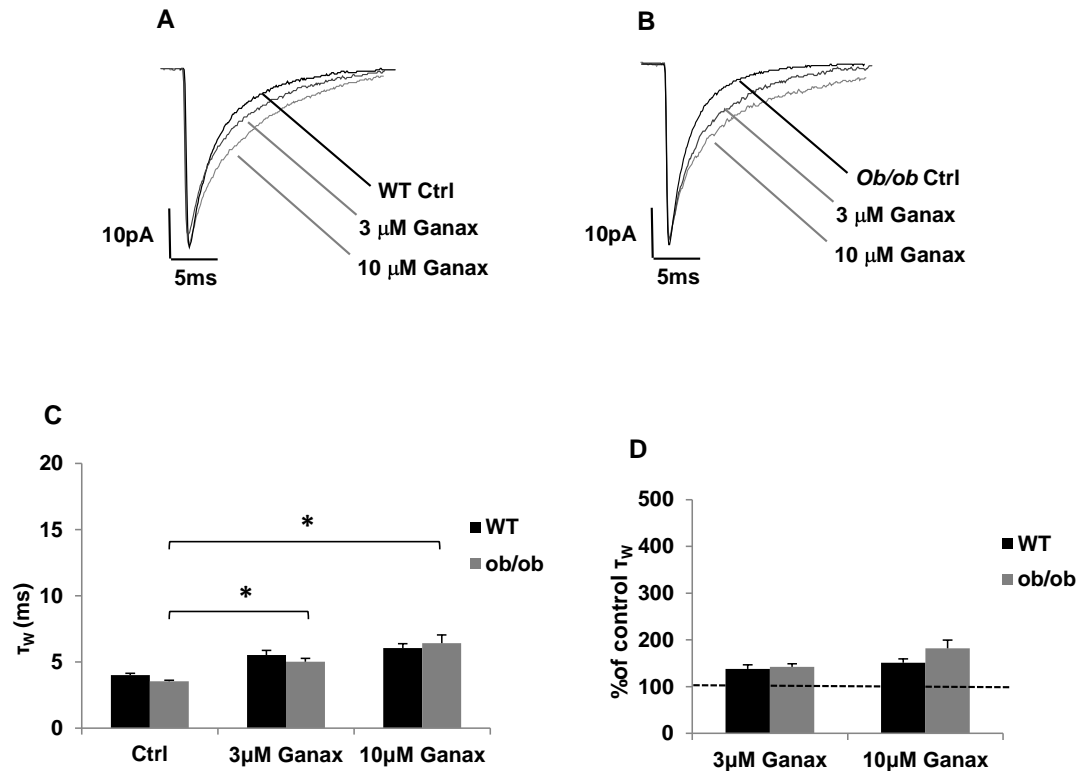 A
WT Ctrl
3 μM Ganax
10 μM Ganax
10pA
5ms
B
Ob/ob Ctrl
3 μM Ganax
10 μM Ganax
10pA
5ms
C
20
15
10
5
0
τW (ms)
*
*
WT
ob/ob
Ctrl
3μM Ganax
10μM Ganax
D
500
400
300
200
100
0
%of control τW
WT
ob/ob
3μM Ganax
10μM Ganax